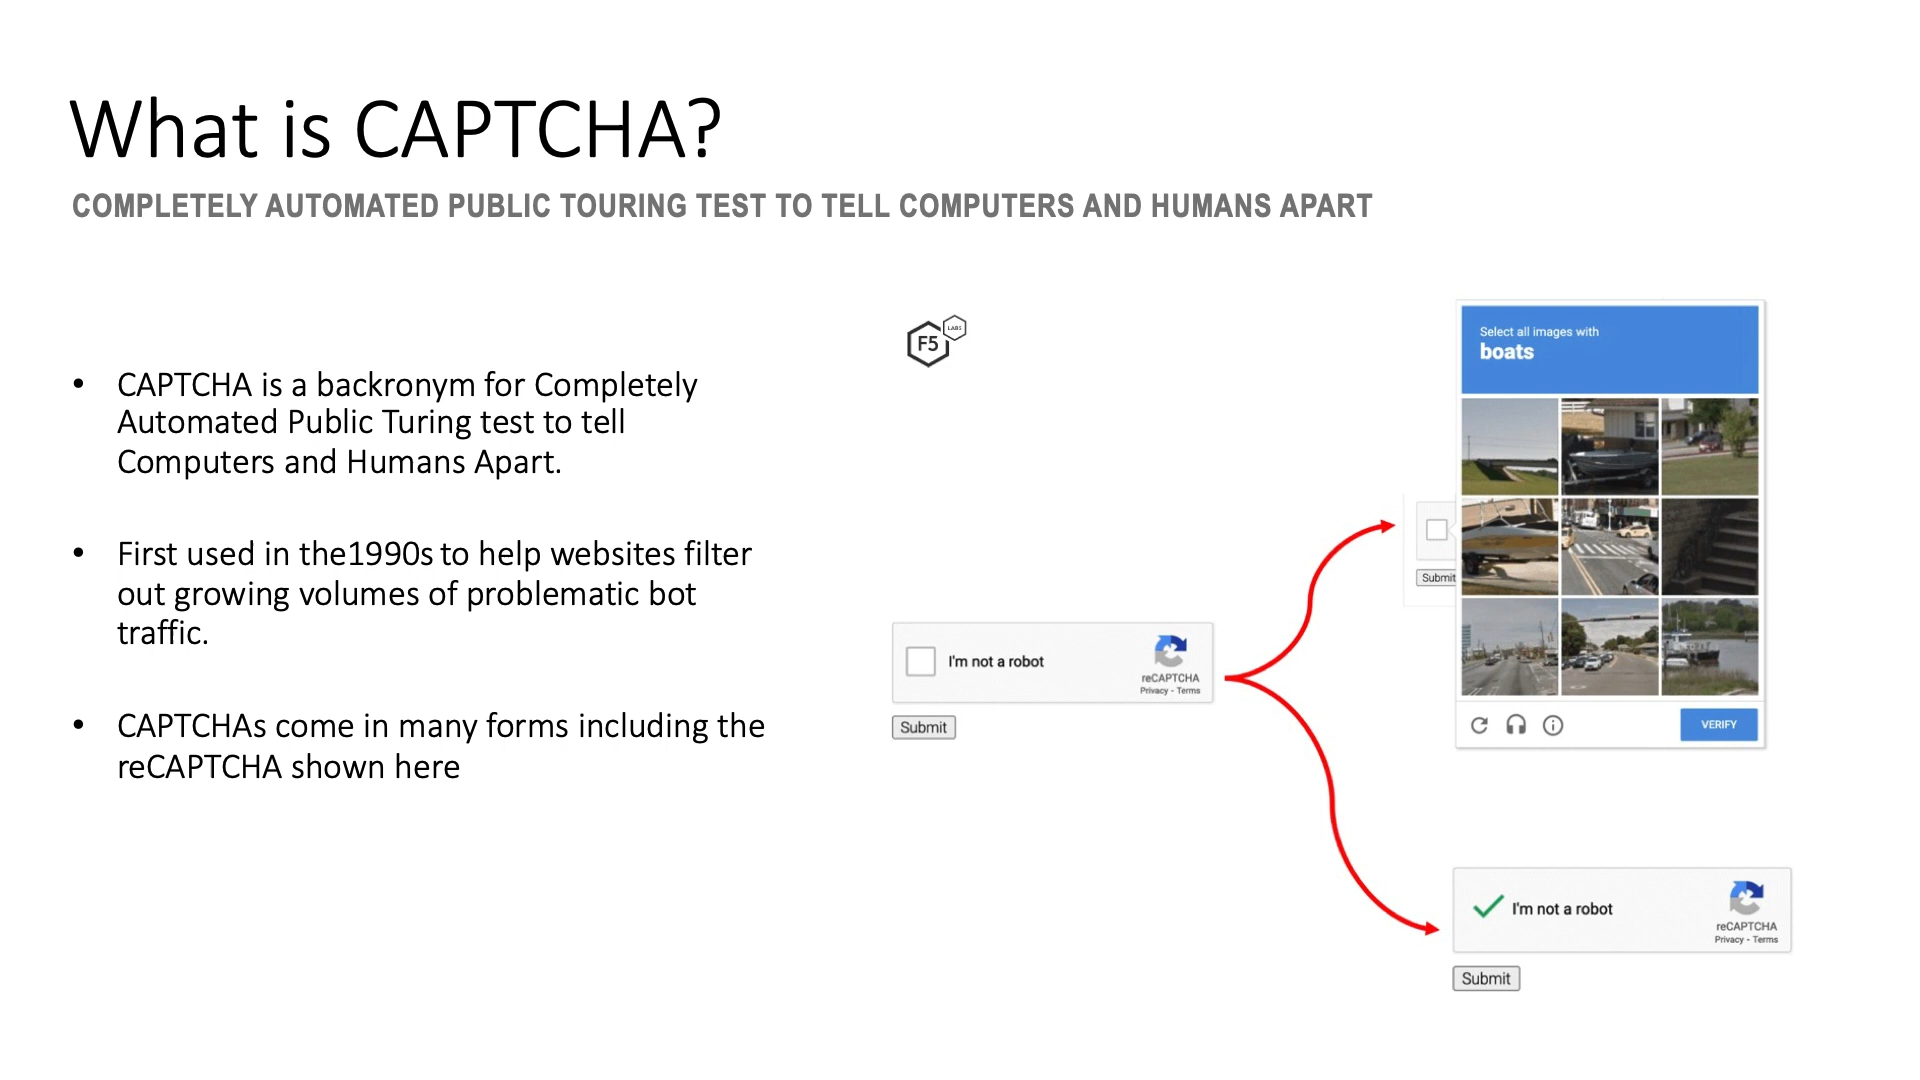 What is CAPTCHA?
COMPLETELY AUTOMATED PUBLIC TOURING TEST TO TELL COMPUTERS AND HUMANS APART
• CAPTCHA is a backronym for Completely
Automated Public Turing test to tell
Computers and Humans Apart.
• First used in the1990s to help websites filter
out growing volumes of problematic bot
traffic.
• CAPTCHAs come in many forms including the
reCAPTCHA shown here
F5
LABS
I'm not a robot
reCAPTCHA
Privacy - Terms
Submit
Select all images with
boats
Submit
VERIFY
I'm not a robot
reCAPTCHA
Privacy - Terms
Submit